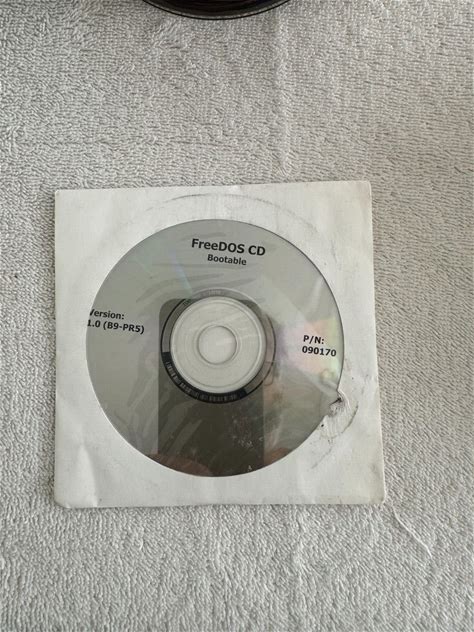 FreeDOS CD
Bootable
Version:
1.0 (B9-PR5)
P/N:
090170